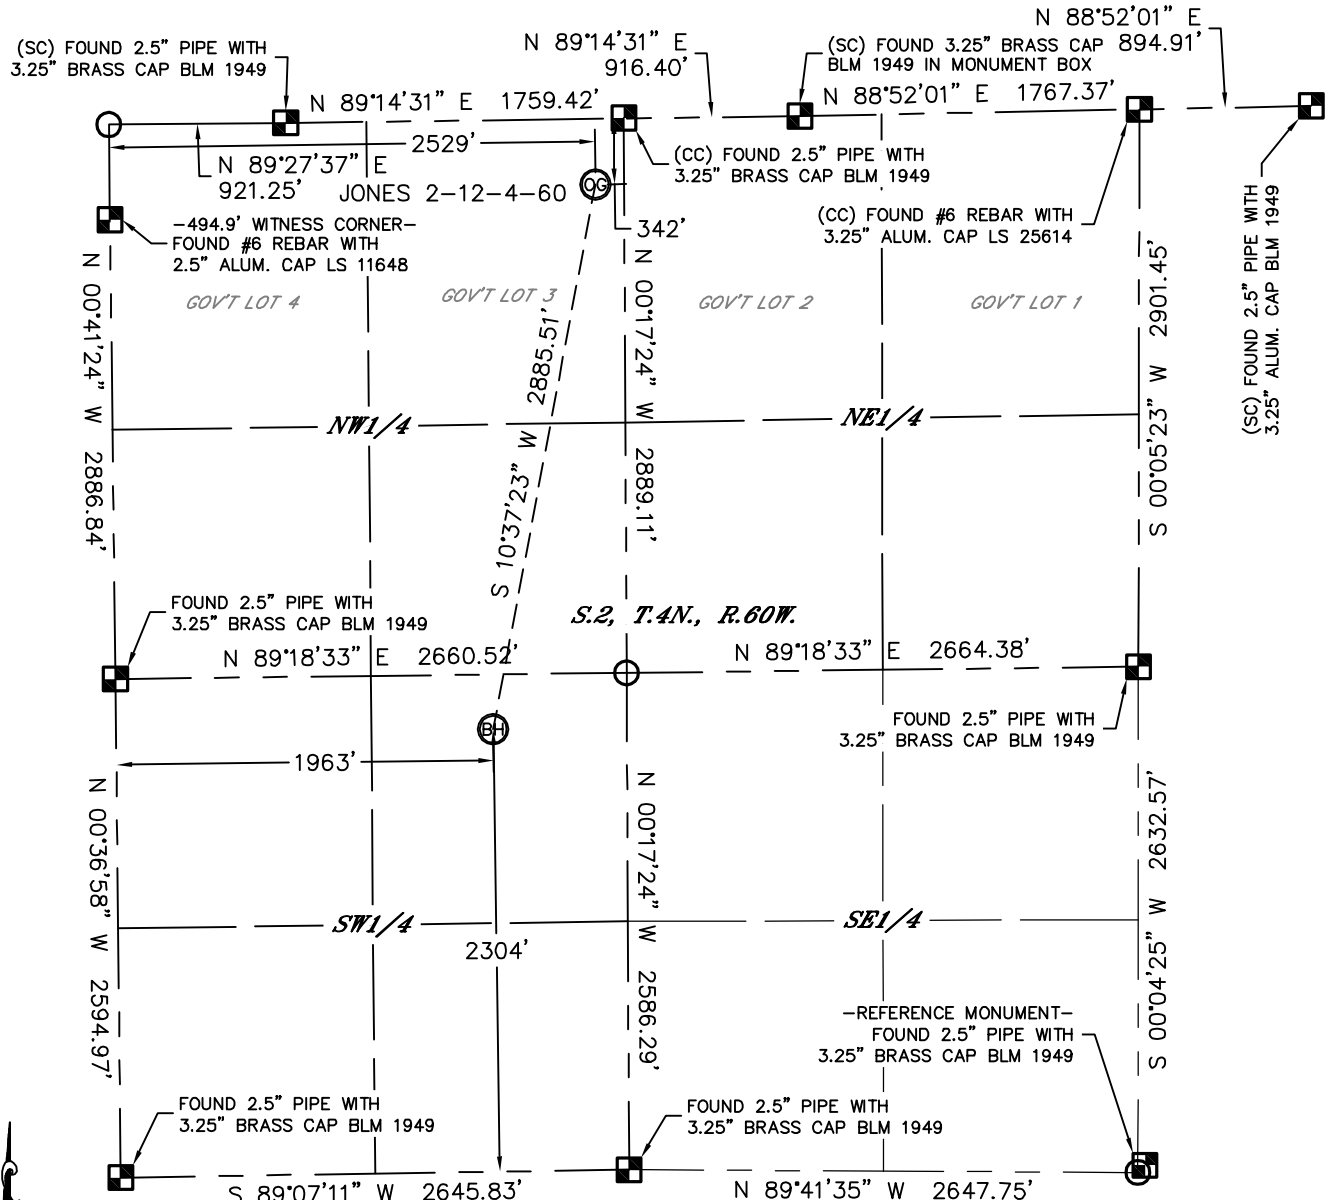 N 88°52'01" E
894.91'
(SC) FOUND 2.5" PIPE WITH
3.25" BRASS CAP BLM 1949
N 89°14'31" E
916.40'
(SC) FOUND 3.25" BRASS CAP
BLM 1949 IN MONUMENT BOX
N 89°14'31" E 1759.42'
N 88°52'01" E 1767.37'
2529'
N 89°27'37" E
921.25'
JONES 2-12-4-60
OG
(CC) FOUND 2.5" PIPE WITH
3.25" BRASS CAP BLM 1949
-494.9' WITNESS CORNER-
FOUND #6 REBAR WITH
2.5" ALUM. CAP LS 11648
342'
(CC) FOUND #6 REBAR WITH
3.25" ALUM. CAP LS 25614
(SC) FOUND 2.5" PIPE WITH
3.25" ALUM. CAP BLM 1949
GOV'T LOT 4
GOV'T LOT 3
GOV'T LOT 2
GOV'T LOT 1
N 00°41'24" W 2886.84'
S 10°37'23" W 2885.51'
N 00°17'24" W 2889.11'
S 00°05'23" W 2901.45'
NW1/4
NE1/4
FOUND 2.5" PIPE WITH
3.25" BRASS CAP BLM 1949
S.2, T.4N., R.60W.
N 89°18'33" E 2660.52'
N 89°18'33" E 2664.38'
BH
FOUND 2.5" PIPE WITH
3.25" BRASS CAP BLM 1949
1963'
N 00°36'58" W 2594.97'
N 00°17'24" W 2586.29'
S 00°04'25" W 2632.57'
SW1/4
SE1/4
2304'
-REFERENCE MONUMENT-
FOUND 2.5" PIPE WITH
3.25" BRASS CAP BLM 1949
FOUND 2.5" PIPE WITH
3.25" BRASS CAP BLM 1949
FOUND 2.5" PIPE WITH
3.25" BRASS CAP BLM 1949
S 89°07'11" W 2645.83'
N 89°41'35" W 2647.75'